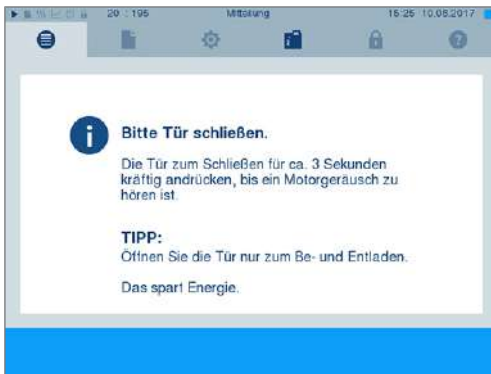 20 : 195 Mitteilung 15:25 10.08.2017
Bitte Tür schließen.
Die Tür zum Schließen für ca. 3 Sekunden
kräftig andrücken, bis ein Motorgeräusch zu
hören ist.
TIPP:
Öffnen Sie die Tür nur zum Be- und Entladen.
Das spart Energie.